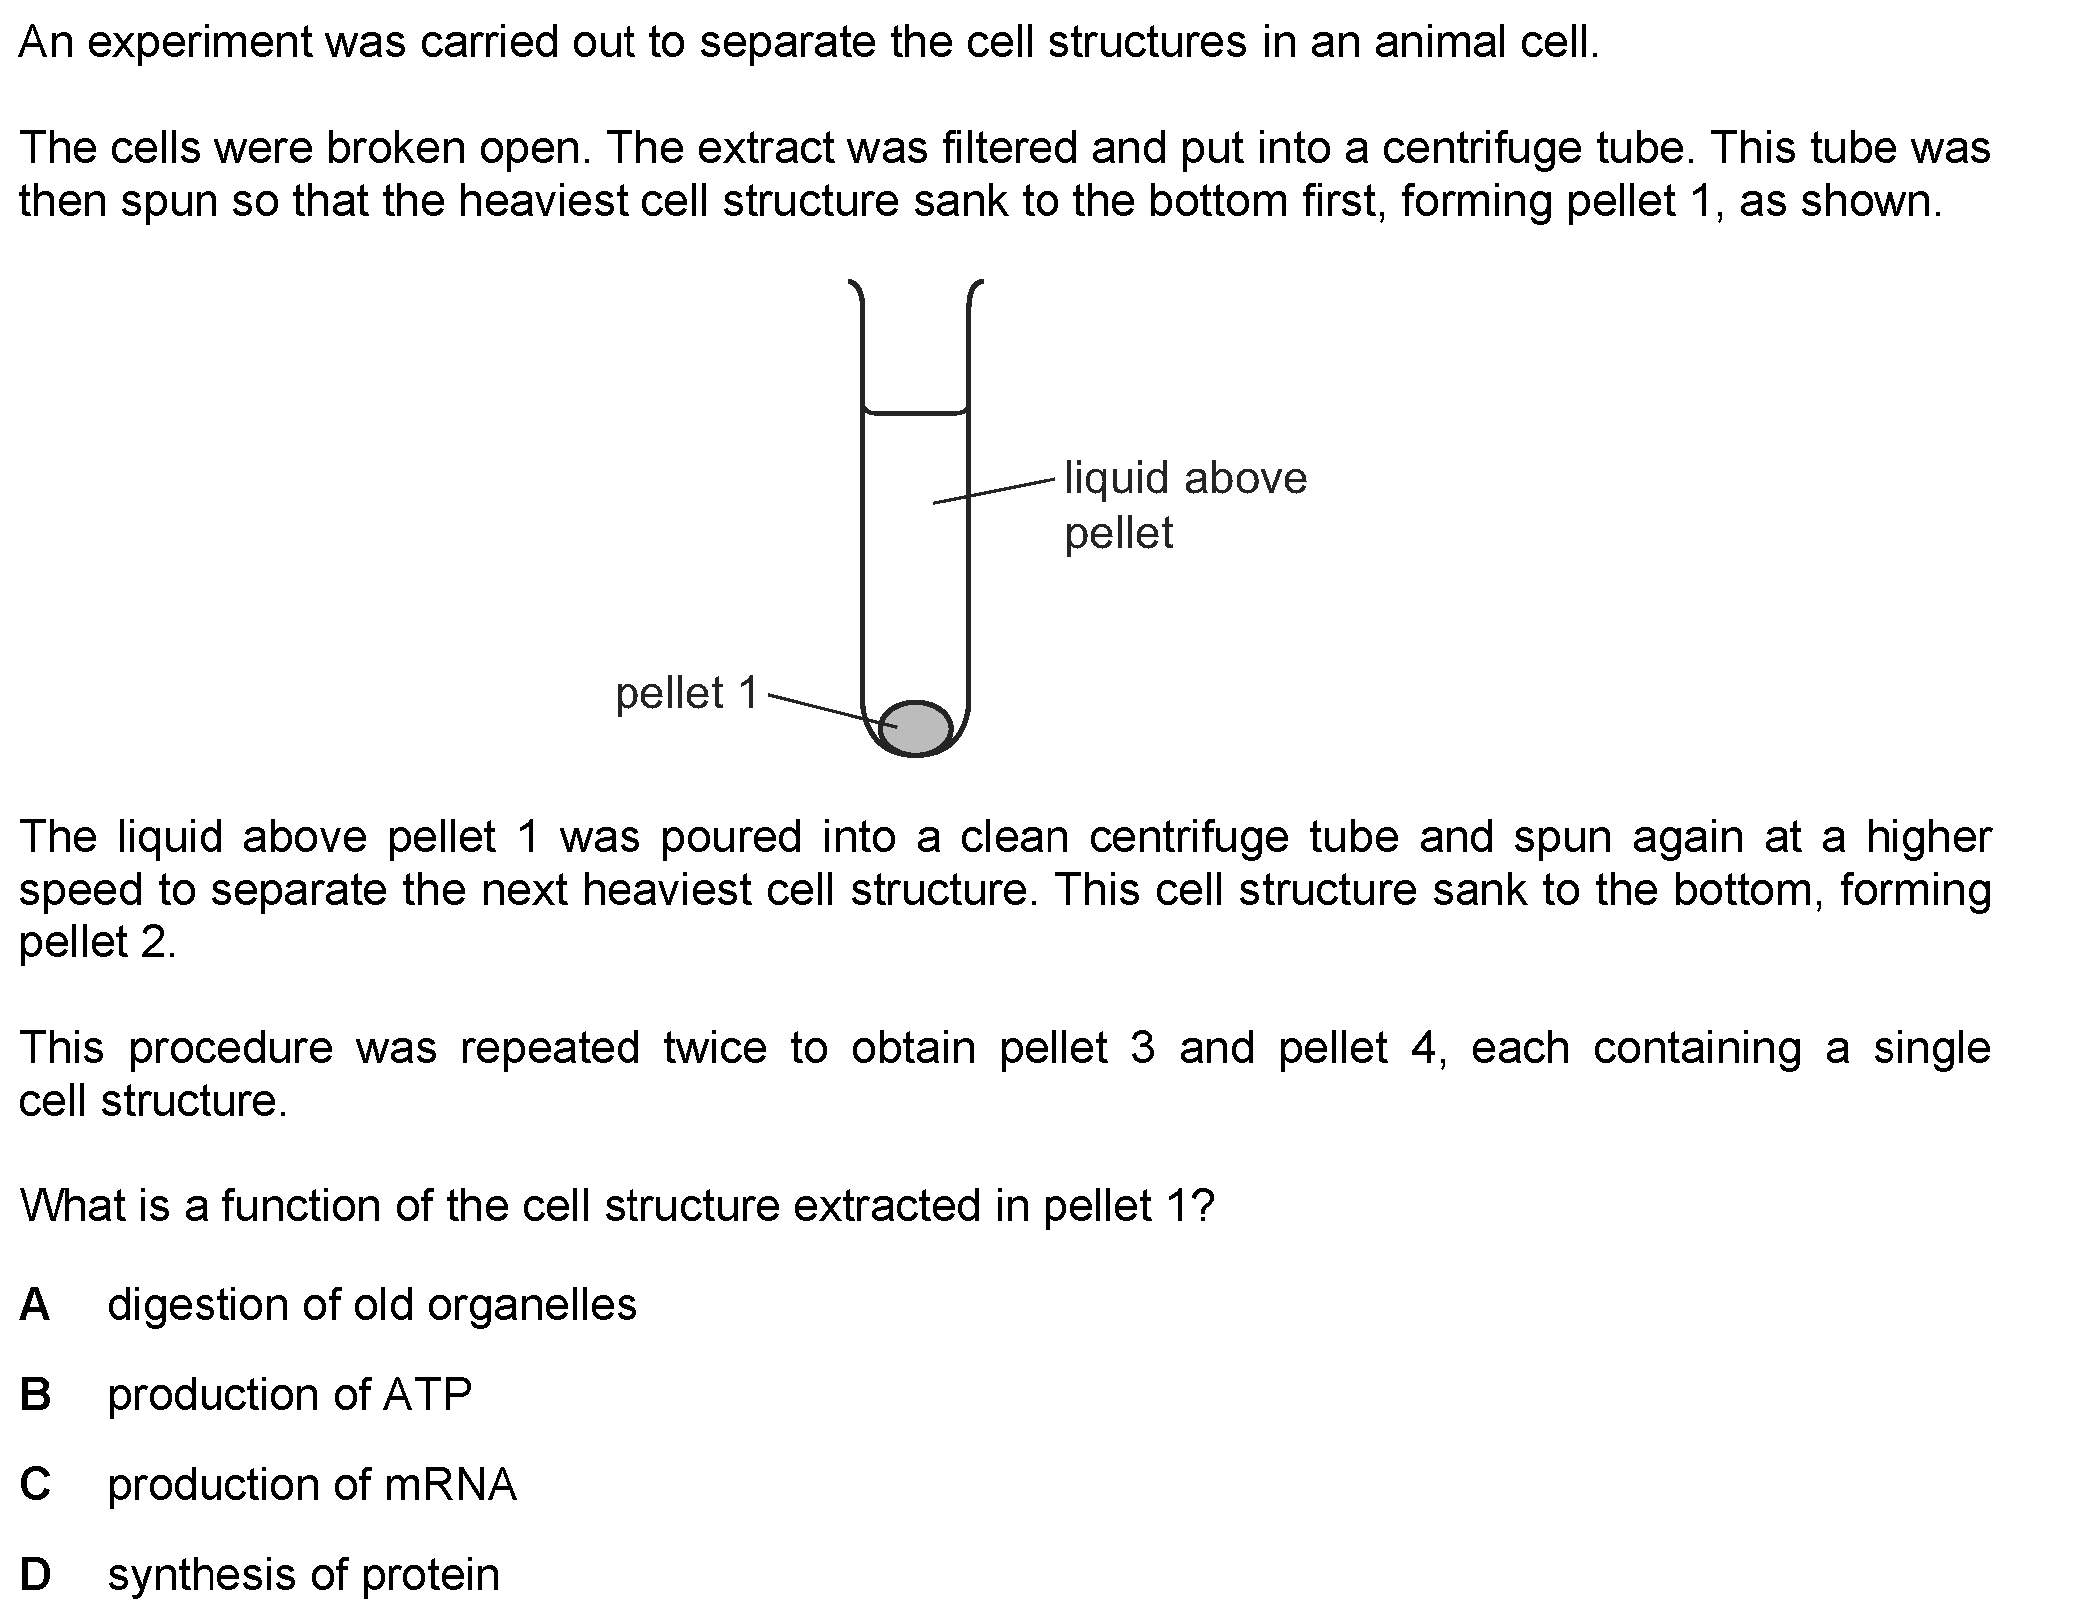 An experiment was carried out to separate the cell structures in an animal cell.
The cells were broken open. The extract was filtered and put into a centrifuge tube. This tube was
then spun so that the heaviest cell structure sank to the bottom first, forming pellet 1, as shown.
liquid above
pellet
pellet 1
The liquid above pellet 1 was poured into a clean centrifuge tube and spun again at a higher
speed to separate the next heaviest cell structure. This cell structure sank to the bottom, forming
pellet 2.
This procedure was repeated twice to obtain pellet 3 and pellet 4, each containing a single
cell structure.
What is a function of the cell structure extracted in pellet 1?
A digestion of old organelles
B production of ATP
C production of mRNA
D synthesis of protein